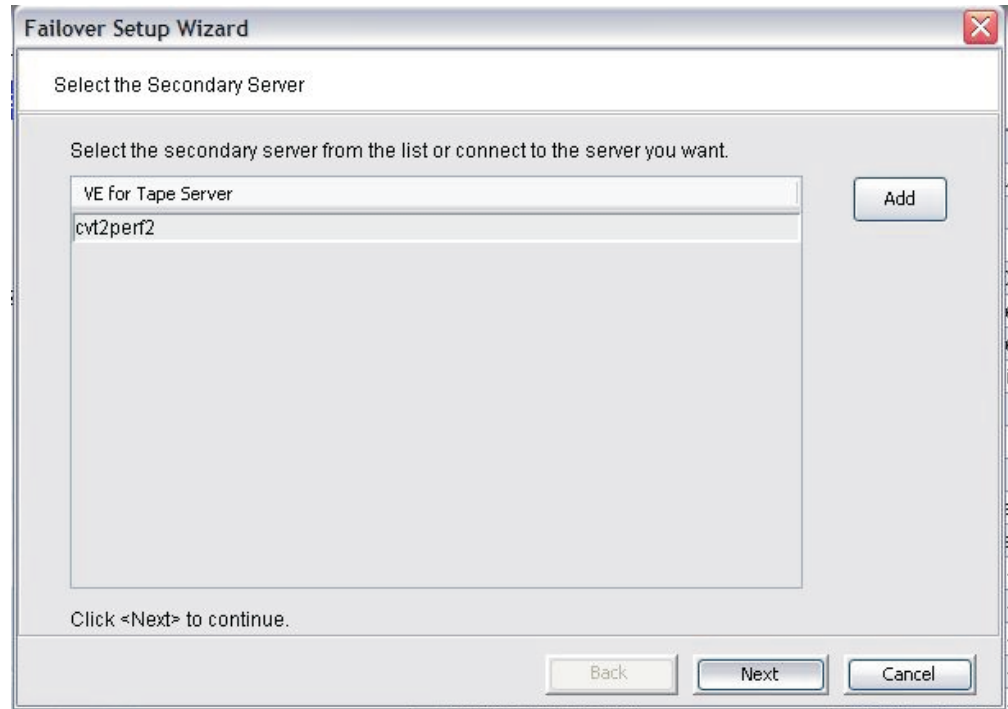 Failover Setup Wizard
Select the Secondary Server
Select the secondary server from the list or connect to the server you want.
VE for Tape Server
Add
cvt2perf2
Click <Next> to continue.
Back
Next
Cancel